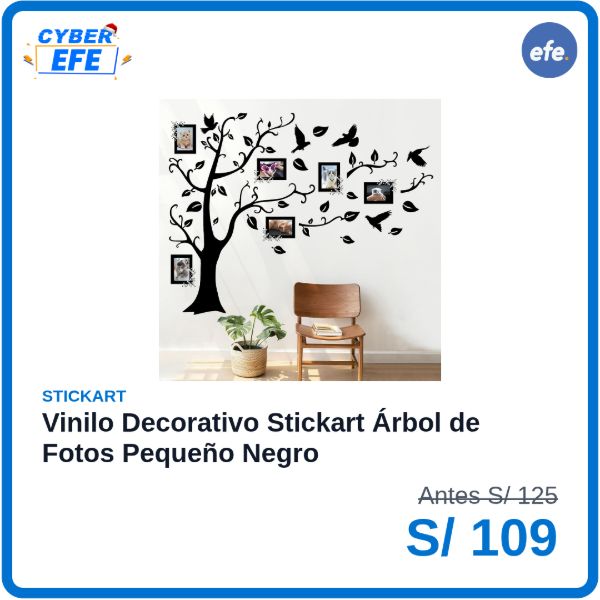 CYBER
EFE
efe.
STICKART
Vinilo Decorativo Stickart Árbol de
Fotos Pequeño Negro
Antes S/ 125
S/ 109